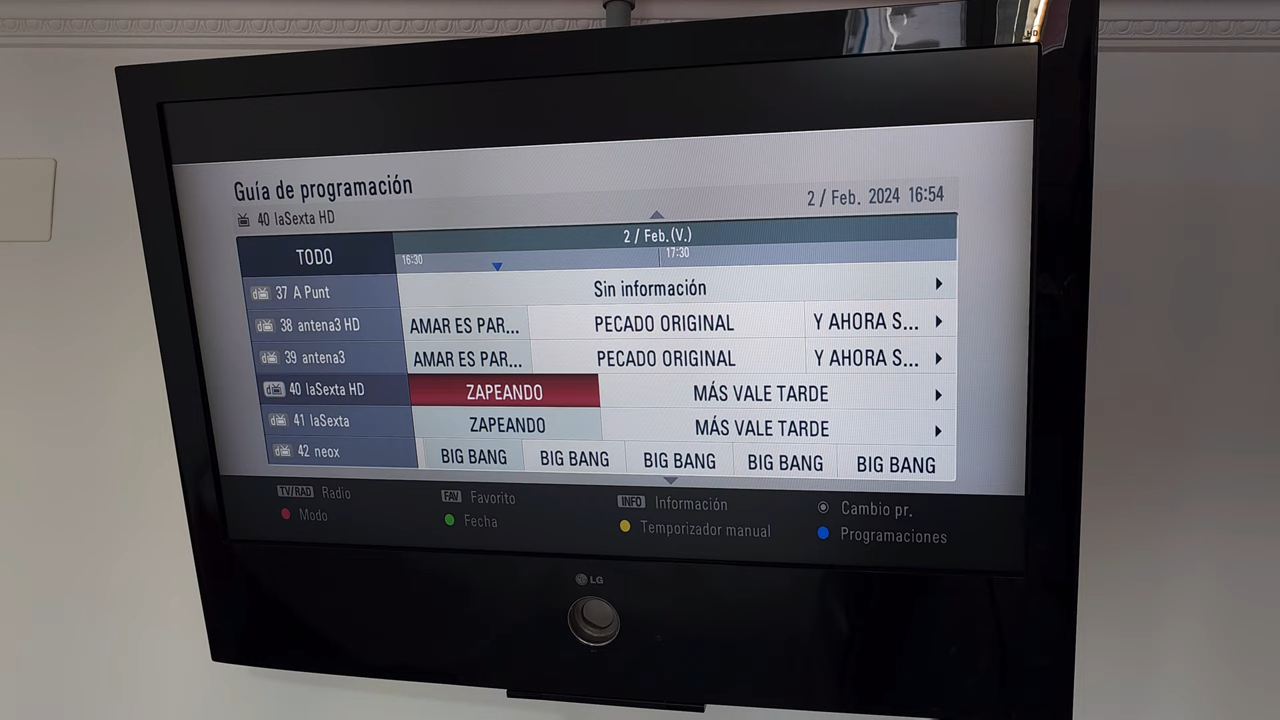 Guía de programación
2 / Feb. 2024 16:54
40 laSexta HD
TODO
2 / Feb.(V.)
16:30 17:30
37 A Punt Sin información
38 antena3 HD AMAR ES PAR... PECADO ORIGINAL Y AHORA S...
39 antena3 AMAR ES PAR... PECADO ORIGINAL Y AHORA S...
40 laSexta HD ZAPEANDO MÁS VALE TARDE
41 laSexta ZAPEANDO MÁS VALE TARDE
42 neox BIG BANG BIG BANG BIG BANG BIG BANG BIG BANG
TV/RAD Radio FAV Favorito INFO Información Cambio pr.
Modo Fecha Temporizador manual Programaciones
LG